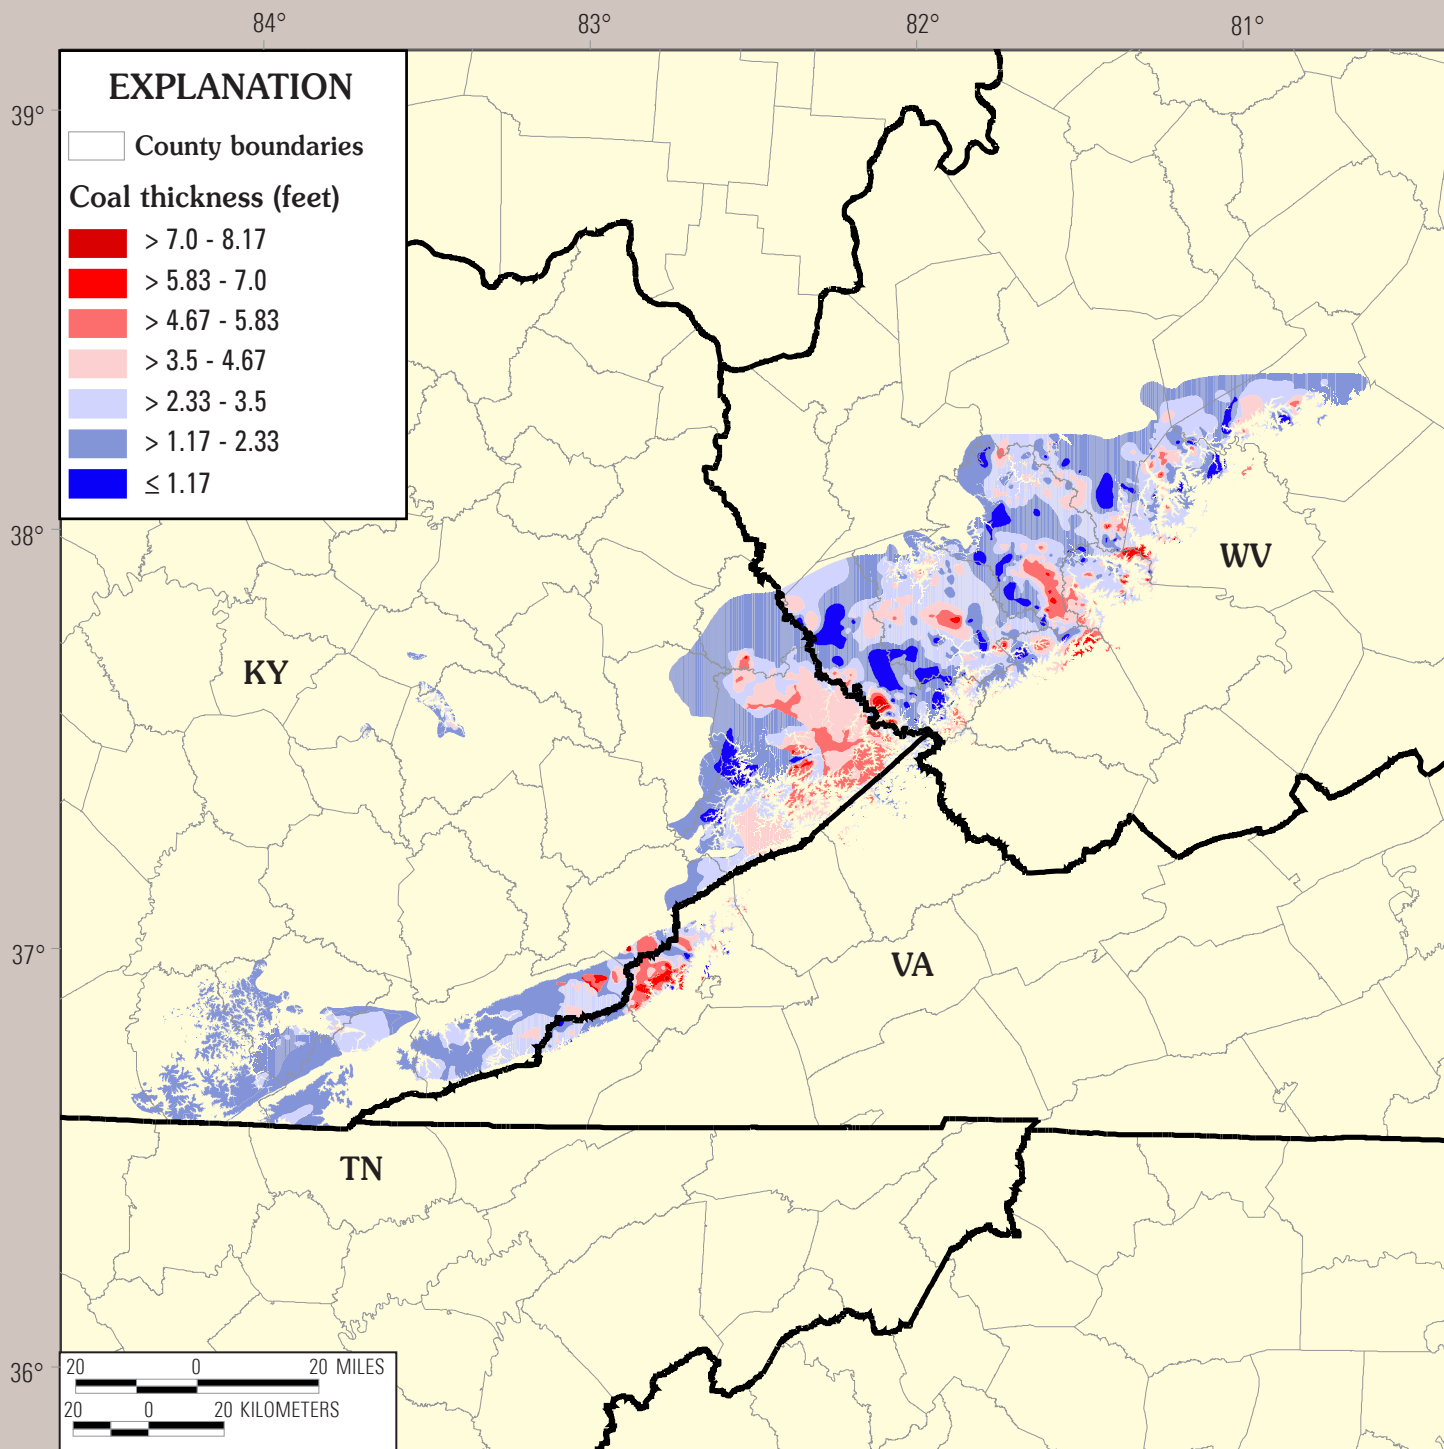 84° 83° 82° 81°
EXPLANATION
County boundaries
Coal thickness (feet)
> 7.0 - 8.17
> 5.83 - 7.0
> 4.67 - 5.83
> 3.5 - 4.67
> 2.33 - 3.5
> 1.17 - 2.33
≤ 1.17
39°
38°
WV
KY
37°
VA
TN
36°
20 0 20 MILES
20 0 20 KILOMETERS